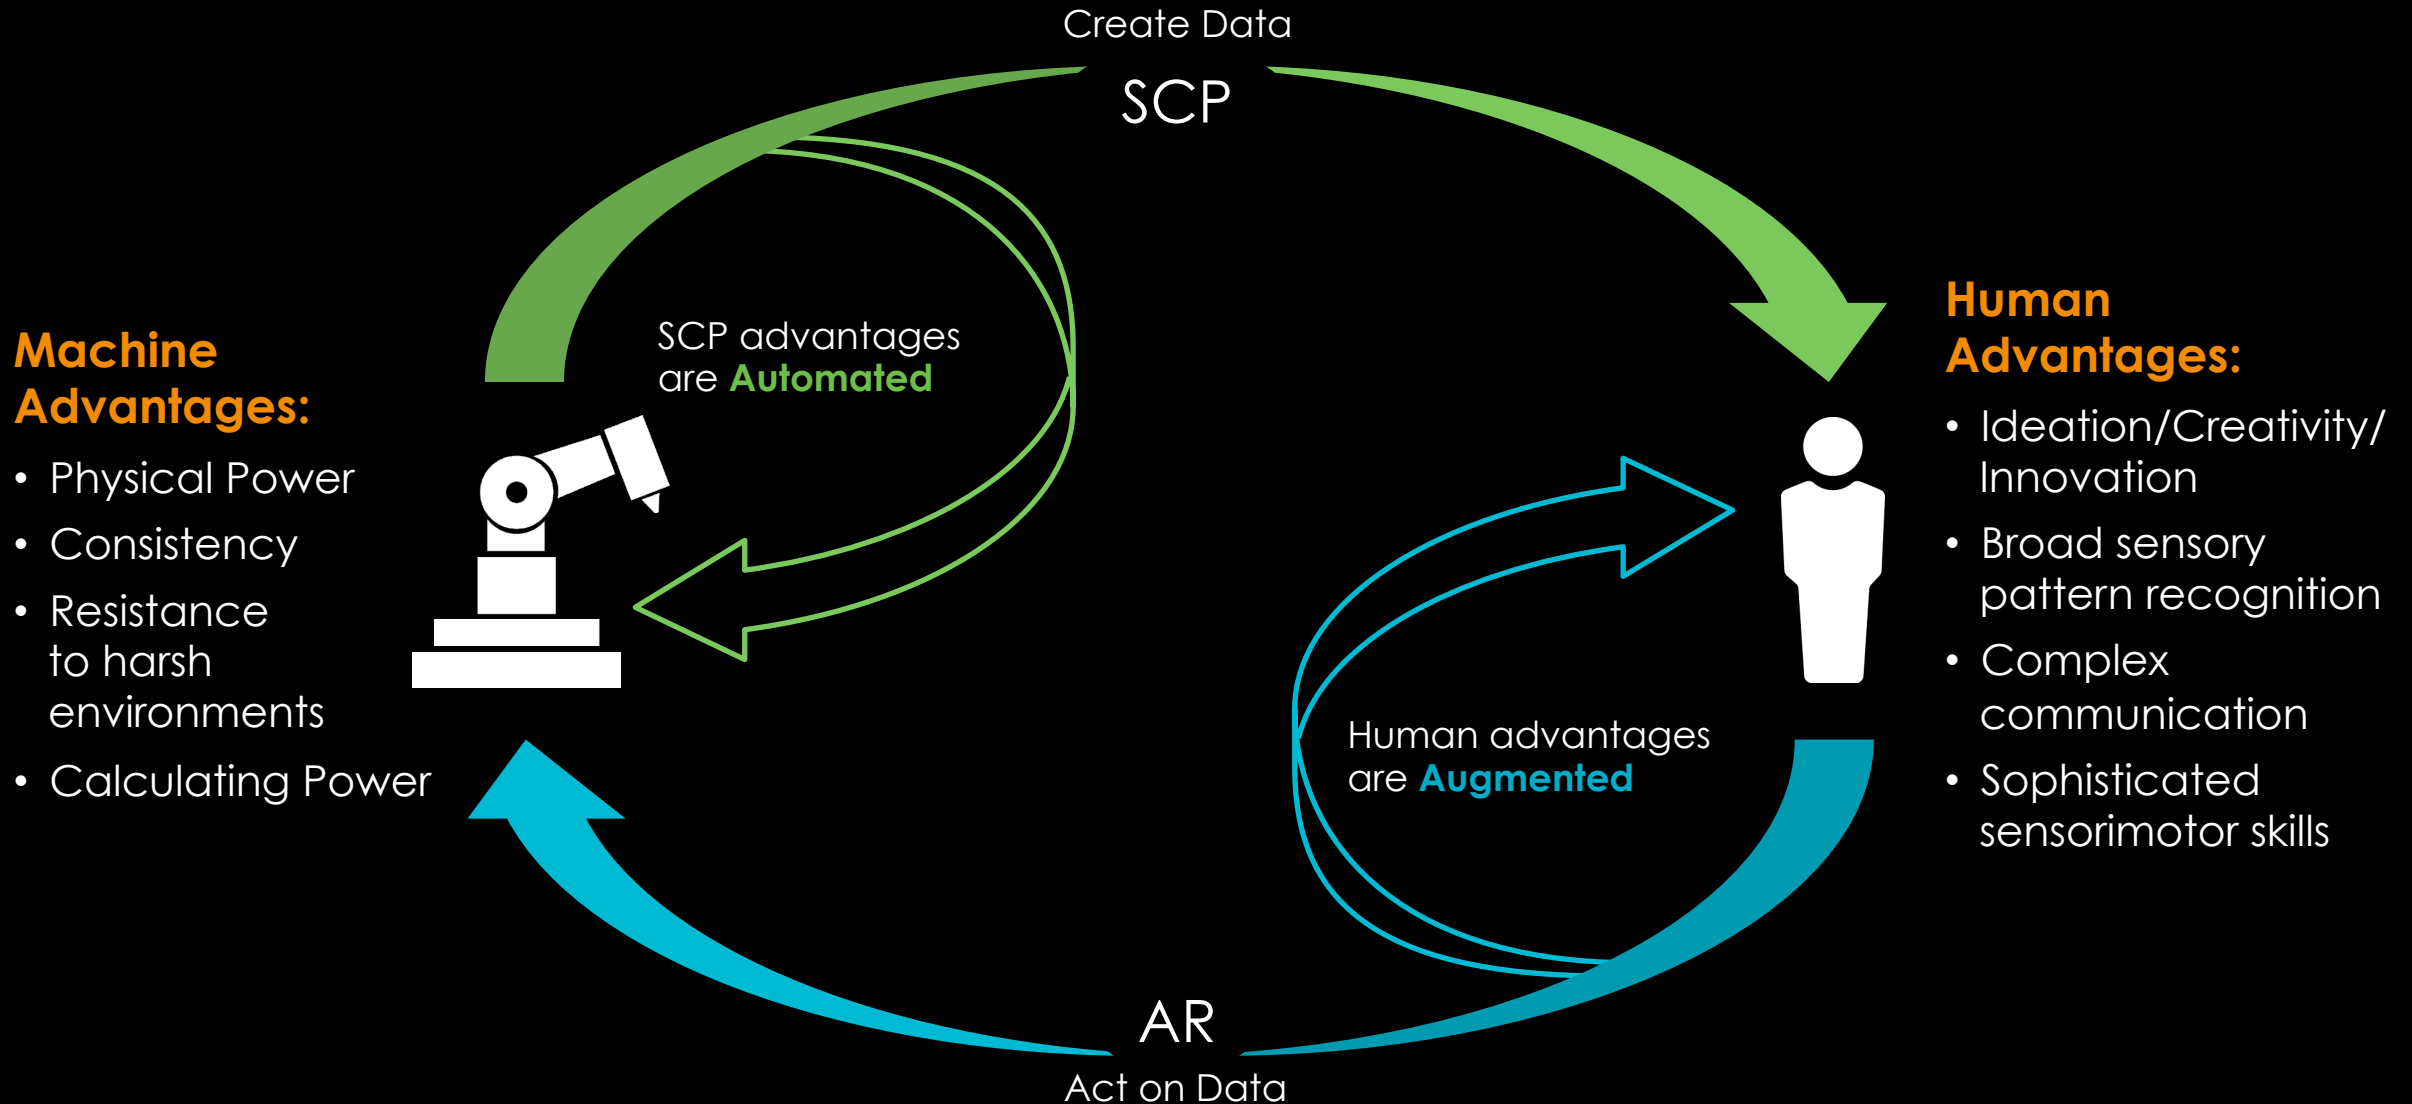 Create Data
SCP
Machine
Advantages:
• Physical Power
• Consistency
• Resistance
to harsh
environments
• Calculating Power
SCP advantages
are Automated
Human advantages
are Augmented
Human
Advantages:
• Ideation/Creativity/
Innovation
• Broad sensory
pattern recognition
• Complex
communication
• Sophisticated
sensorimotor skills
AR
Act on Data